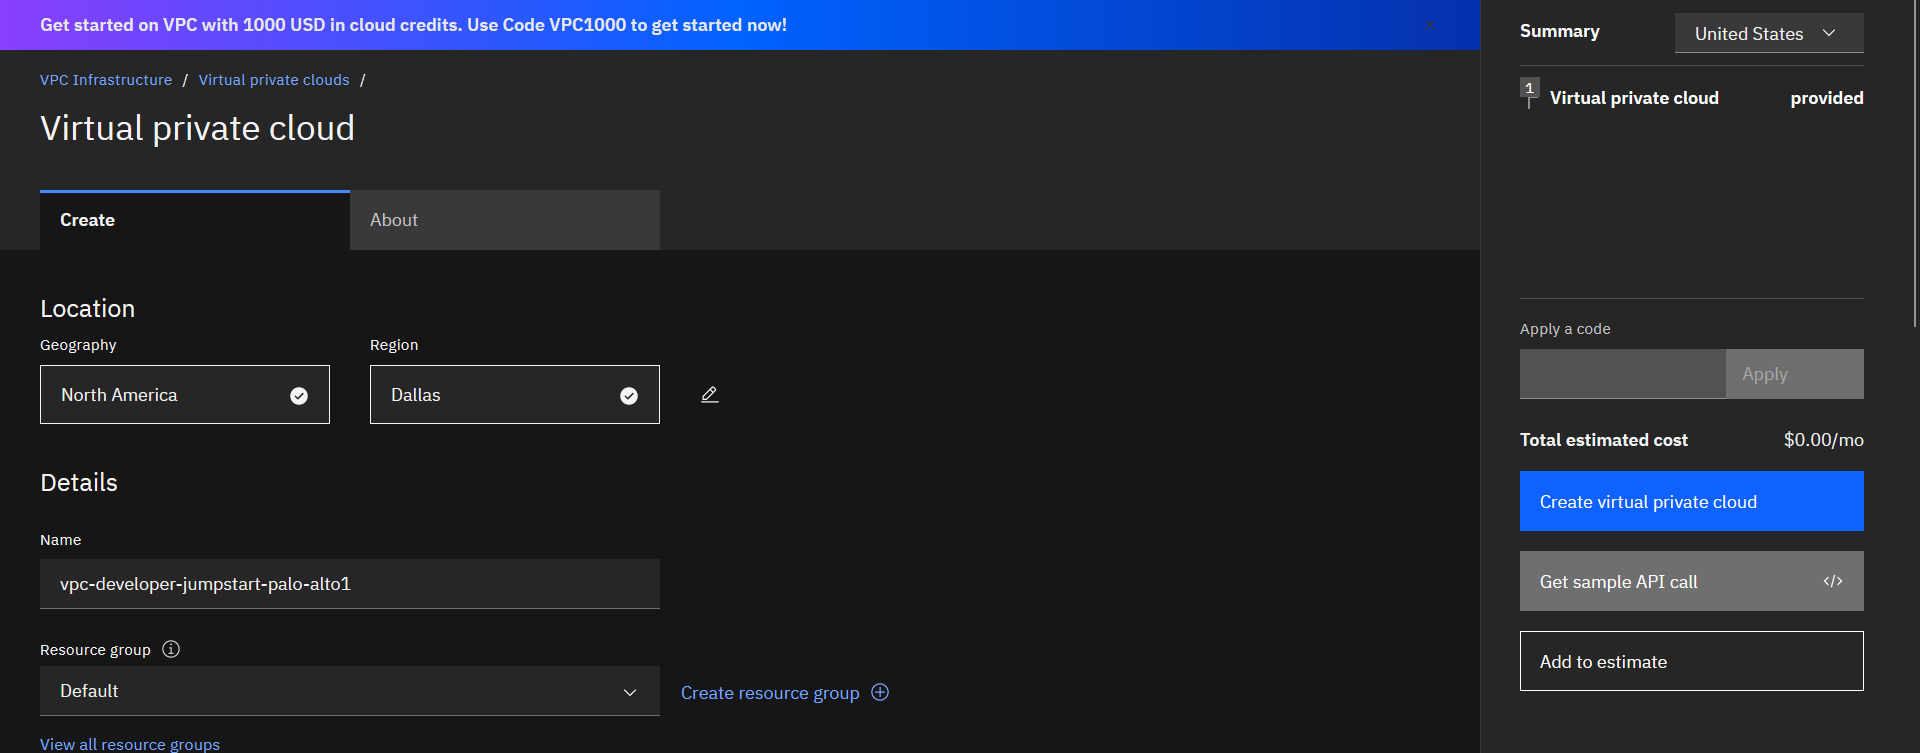 Get started on VPC with 1000 USD in cloud credits. Use Code VPC1000 to get started now!
VPC Infrastructure / Virtual private clouds /
Virtual private cloud
Create
About
Location
Geography
Region
North America
Dallas
Details
Name
vpc-developer-jumpstart-palo-alto1
Resource group
Default
Create resource group
View all resource groups
Summary
United States
1
Virtual private cloud
provided
Apply a code
Apply
Total estimated cost
$0.00/mo
Create virtual private cloud
Get sample API call </>
Add to estimate